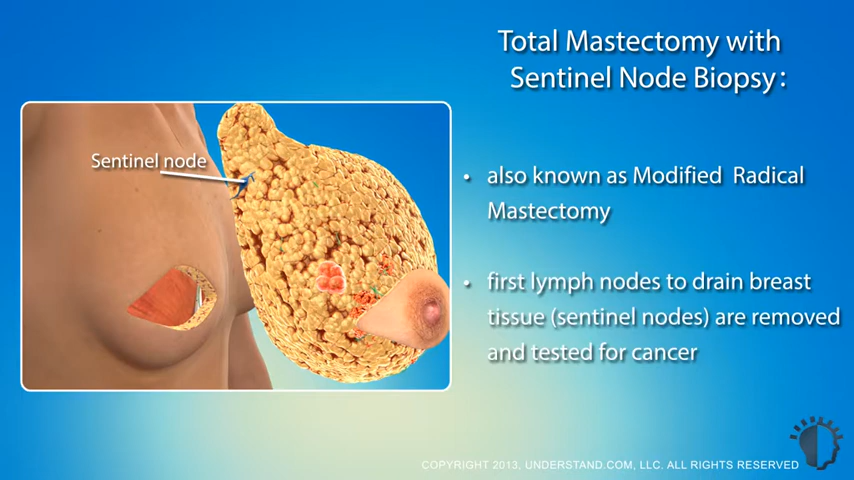 Total Mastectomy with
Sentinel Node Biopsy:
Sentinel node
• also known as Modified Radical
Mastectomy
• first lymph nodes to drain breast
tissue (sentinel nodes) are removed
and tested for cancer
COPYRIGHT 2013, UNDERSTAND.COM, LLC. ALL RIGHTS RESERVED